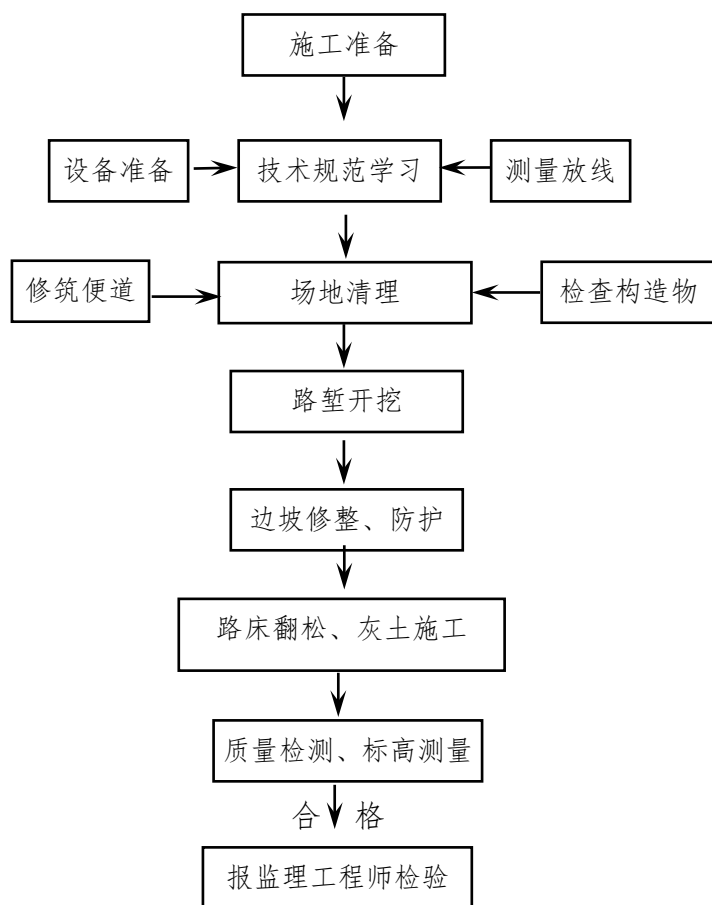 施工准备
设备准备
技术规范学习
测量放线
修筑便道
场地清理
检查构造物
路堑开挖
边坡修整、防护
路床翻松、灰土施工
质量检测、标高测量
合格
报监理工程师检验